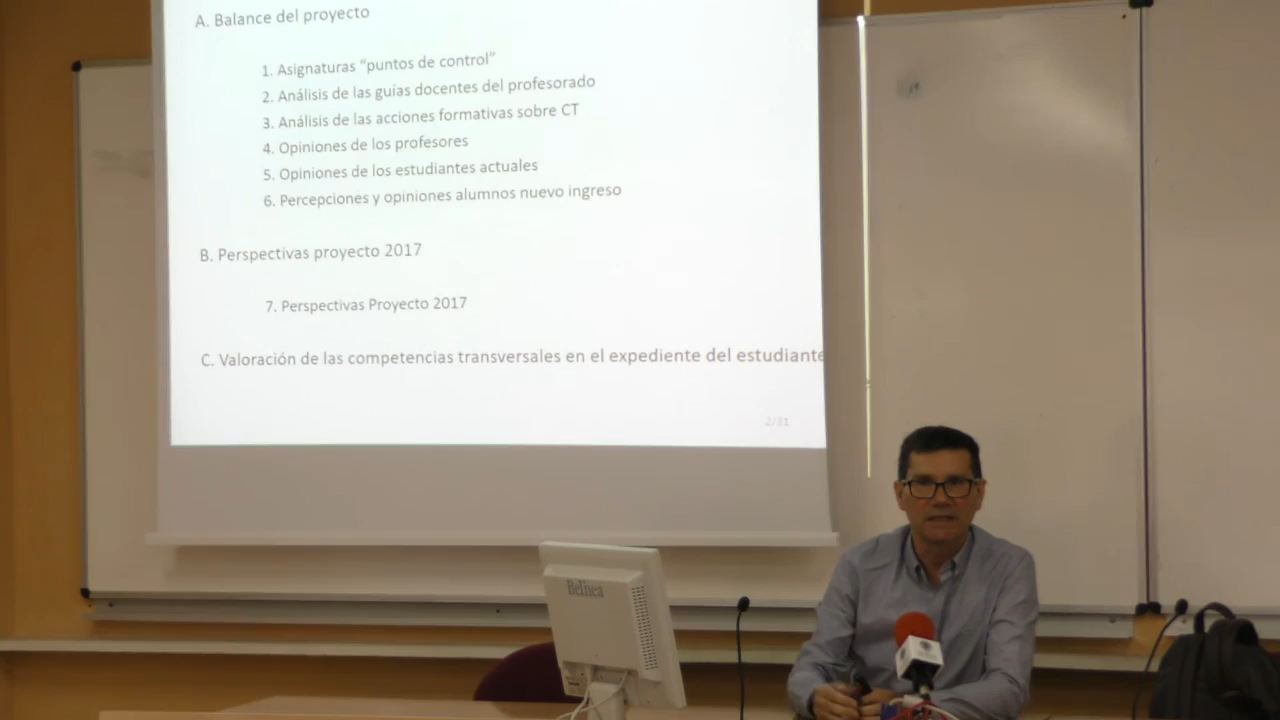 A. Balance del proyecto
1. Asignaturas “puntos de control”
2. Análisis de las guías docentes del profesorado
3. Análisis de las acciones formativas sobre CT
4. Opiniones de los profesores
5. Opiniones de los estudiantes actuales
6. Percepciones y opiniones alumnos nuevo ingreso
B. Perspectivas proyecto 2017
7. Perspectivas Proyecto 2017
C. Valoración de las competencias transversales en el expediente del estudiante
2/31
Belinea